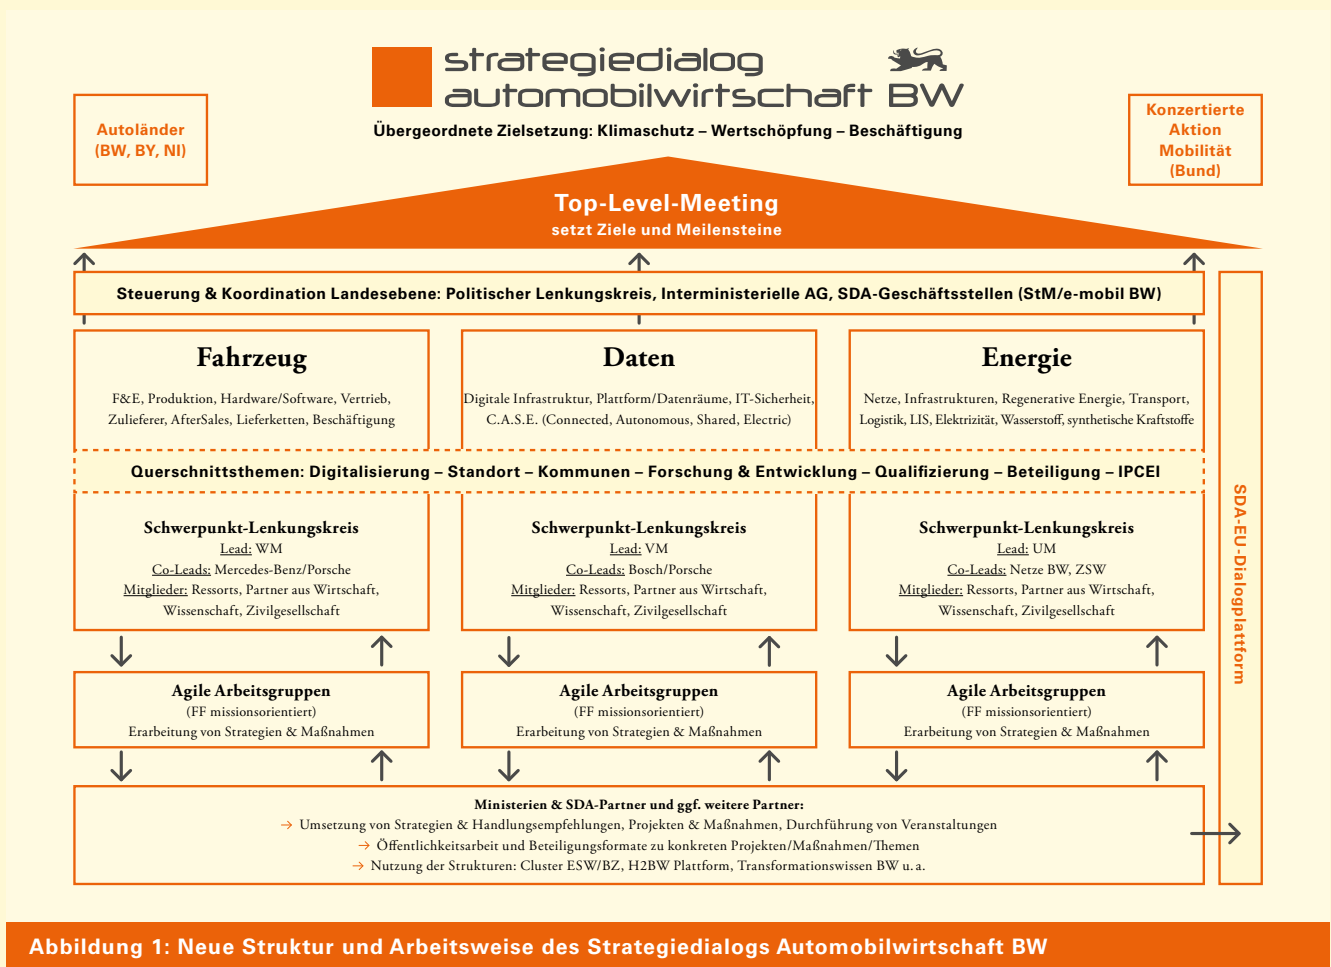 strategiedialog
automobilwirtschaft BW
Übergeordnete Zielsetzung: Klimaschutz – Wertschöpfung – Beschäftigung
Autoländer
(BW, BY, NI)
Konzertierte
Aktion
Mobilität
(Bund)
Top-Level-Meeting
setzt Ziele und Meilensteine
Steuerung & Koordination Landesebene: Politischer Lenkungskreis, Interministerielle AG, SDA-Geschäftsstellen (StM/e-mobil BW)
Fahrzeug
F&E, Produktion, Hardware/Software, Vertrieb,
Zulieferer, AfterSales, Lieferketten, Beschäftigung
Daten
Digitale Infrastruktur, Plattform/Datenräume, IT-Sicherheit,
C.A.S.E. (Connected, Autonomous, Shared, Electric)
Energie
Netze, Infrastrukturen, Regenerative Energie, Transport,
Logistik, LIS, Elektrizität, Wasserstoff, synthetische Kraftstoffe
Querschnittsthemen: Digitalisierung – Standort – Kommunen – Forschung & Entwicklung – Qualifizierung – Beteiligung – IPCEI
Schwerpunkt-Lenkungskreis
Lead: WM
Co-Leads: Mercedes-Benz/Porsche
Mitglieder: Ressorts, Partner aus Wirtschaft,
Wissenschaft, Zivilgesellschaft
Schwerpunkt-Lenkungskreis
Lead: VM
Co-Leads: Bosch/Porsche
Mitglieder: Ressorts, Partner aus Wirtschaft,
Wissenschaft, Zivilgesellschaft
Schwerpunkt-Lenkungskreis
Lead: UM
Co-Leads: Netze BW, ZSW
Mitglieder: Ressorts, Partner aus Wirtschaft,
Wissenschaft, Zivilgesellschaft
Agile Arbeitsgruppen
(FF missionsorientiert)
Erarbeitung von Strategien & Maßnahmen
Agile Arbeitsgruppen
(FF missionsorientiert)
Erarbeitung von Strategien & Maßnahmen
Agile Arbeitsgruppen
(FF missionsorientiert)
Erarbeitung von Strategien & Maßnahmen
Ministerien & SDA-Partner und ggf. weitere Partner:
→ Umsetzung von Strategien & Handlungsempfehlungen, Projekten & Maßnahmen, Durchführung von Veranstaltungen
→ Öffentlichkeitsarbeit und Beteiligungsformate zu konkreten Projekten/Maßnahmen/Themen
→ Nutzung der Strukturen: Cluster ESW/BZ, H2BW Plattform, Transformationswissen BW u. a.
SDA-EU-Dialogplattform
Abbildung 1: Neue Struktur und Arbeitsweise des Strategiedialogs Automobilwirtschaft BW